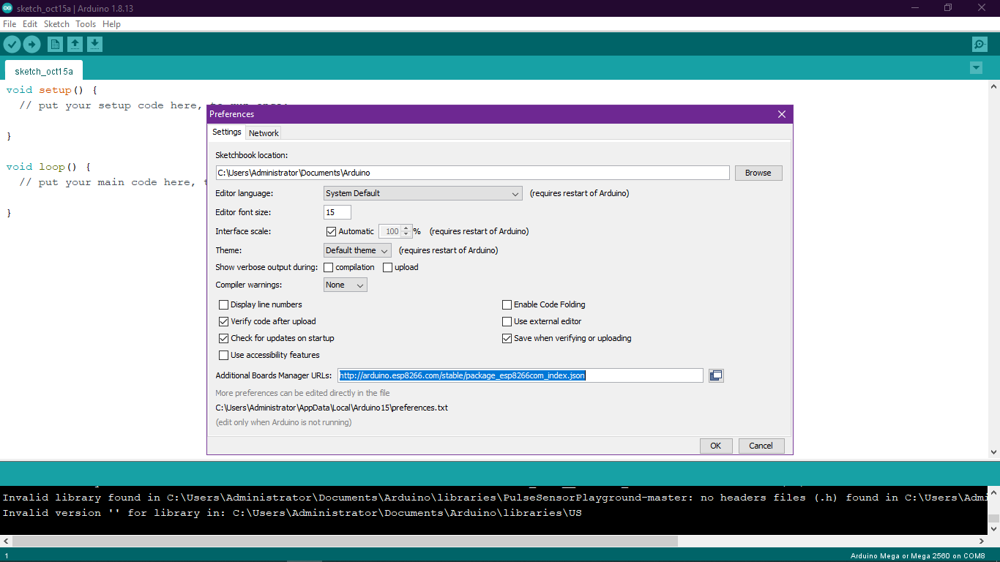 sketch_oct15a | Arduino 1.8.13
File Edit Sketch Tools Help
sketch_oct15a
void setup() {
// put your setup code here,
}
void loop() {
// put your main code here,
}
Preferences
Settings Network
Sketchbook location:
C:\Users\Administrator\Documents\Arduino Browse
Editor language: System Default (requires restart of Arduino)
Editor font size: 15
Interface scale: Automatic 100 % (requires restart of Arduino)
Theme: Default theme (requires restart of Arduino)
Show verbose output during: compilation upload
Compiler warnings: None
Display line numbers Enable Code Folding
Verify code after upload Use external editor
Check for updates on startup Save when verifying or uploading
Use accessibility features
Additional Boards Manager URLs: http://arduino.esp8266.com/stable/package_esp8266com_index.json
More preferences can be edited directly in the file
C:\Users\Administrator\AppData\Local\Arduino15\preferences.txt
(edit only when Arduino is not running)
OK Cancel
Invalid library found in C:\Users\Administrator\Documents\Arduino\libraries\PulseSensorPlayground-master: no headers files (.h) found in C:\Users\Admi
Invalid version '' for library in: C:\Users\Administrator\Documents\Arduino\libraries\US
1 Arduino Mega or Mega 2560 on COM8